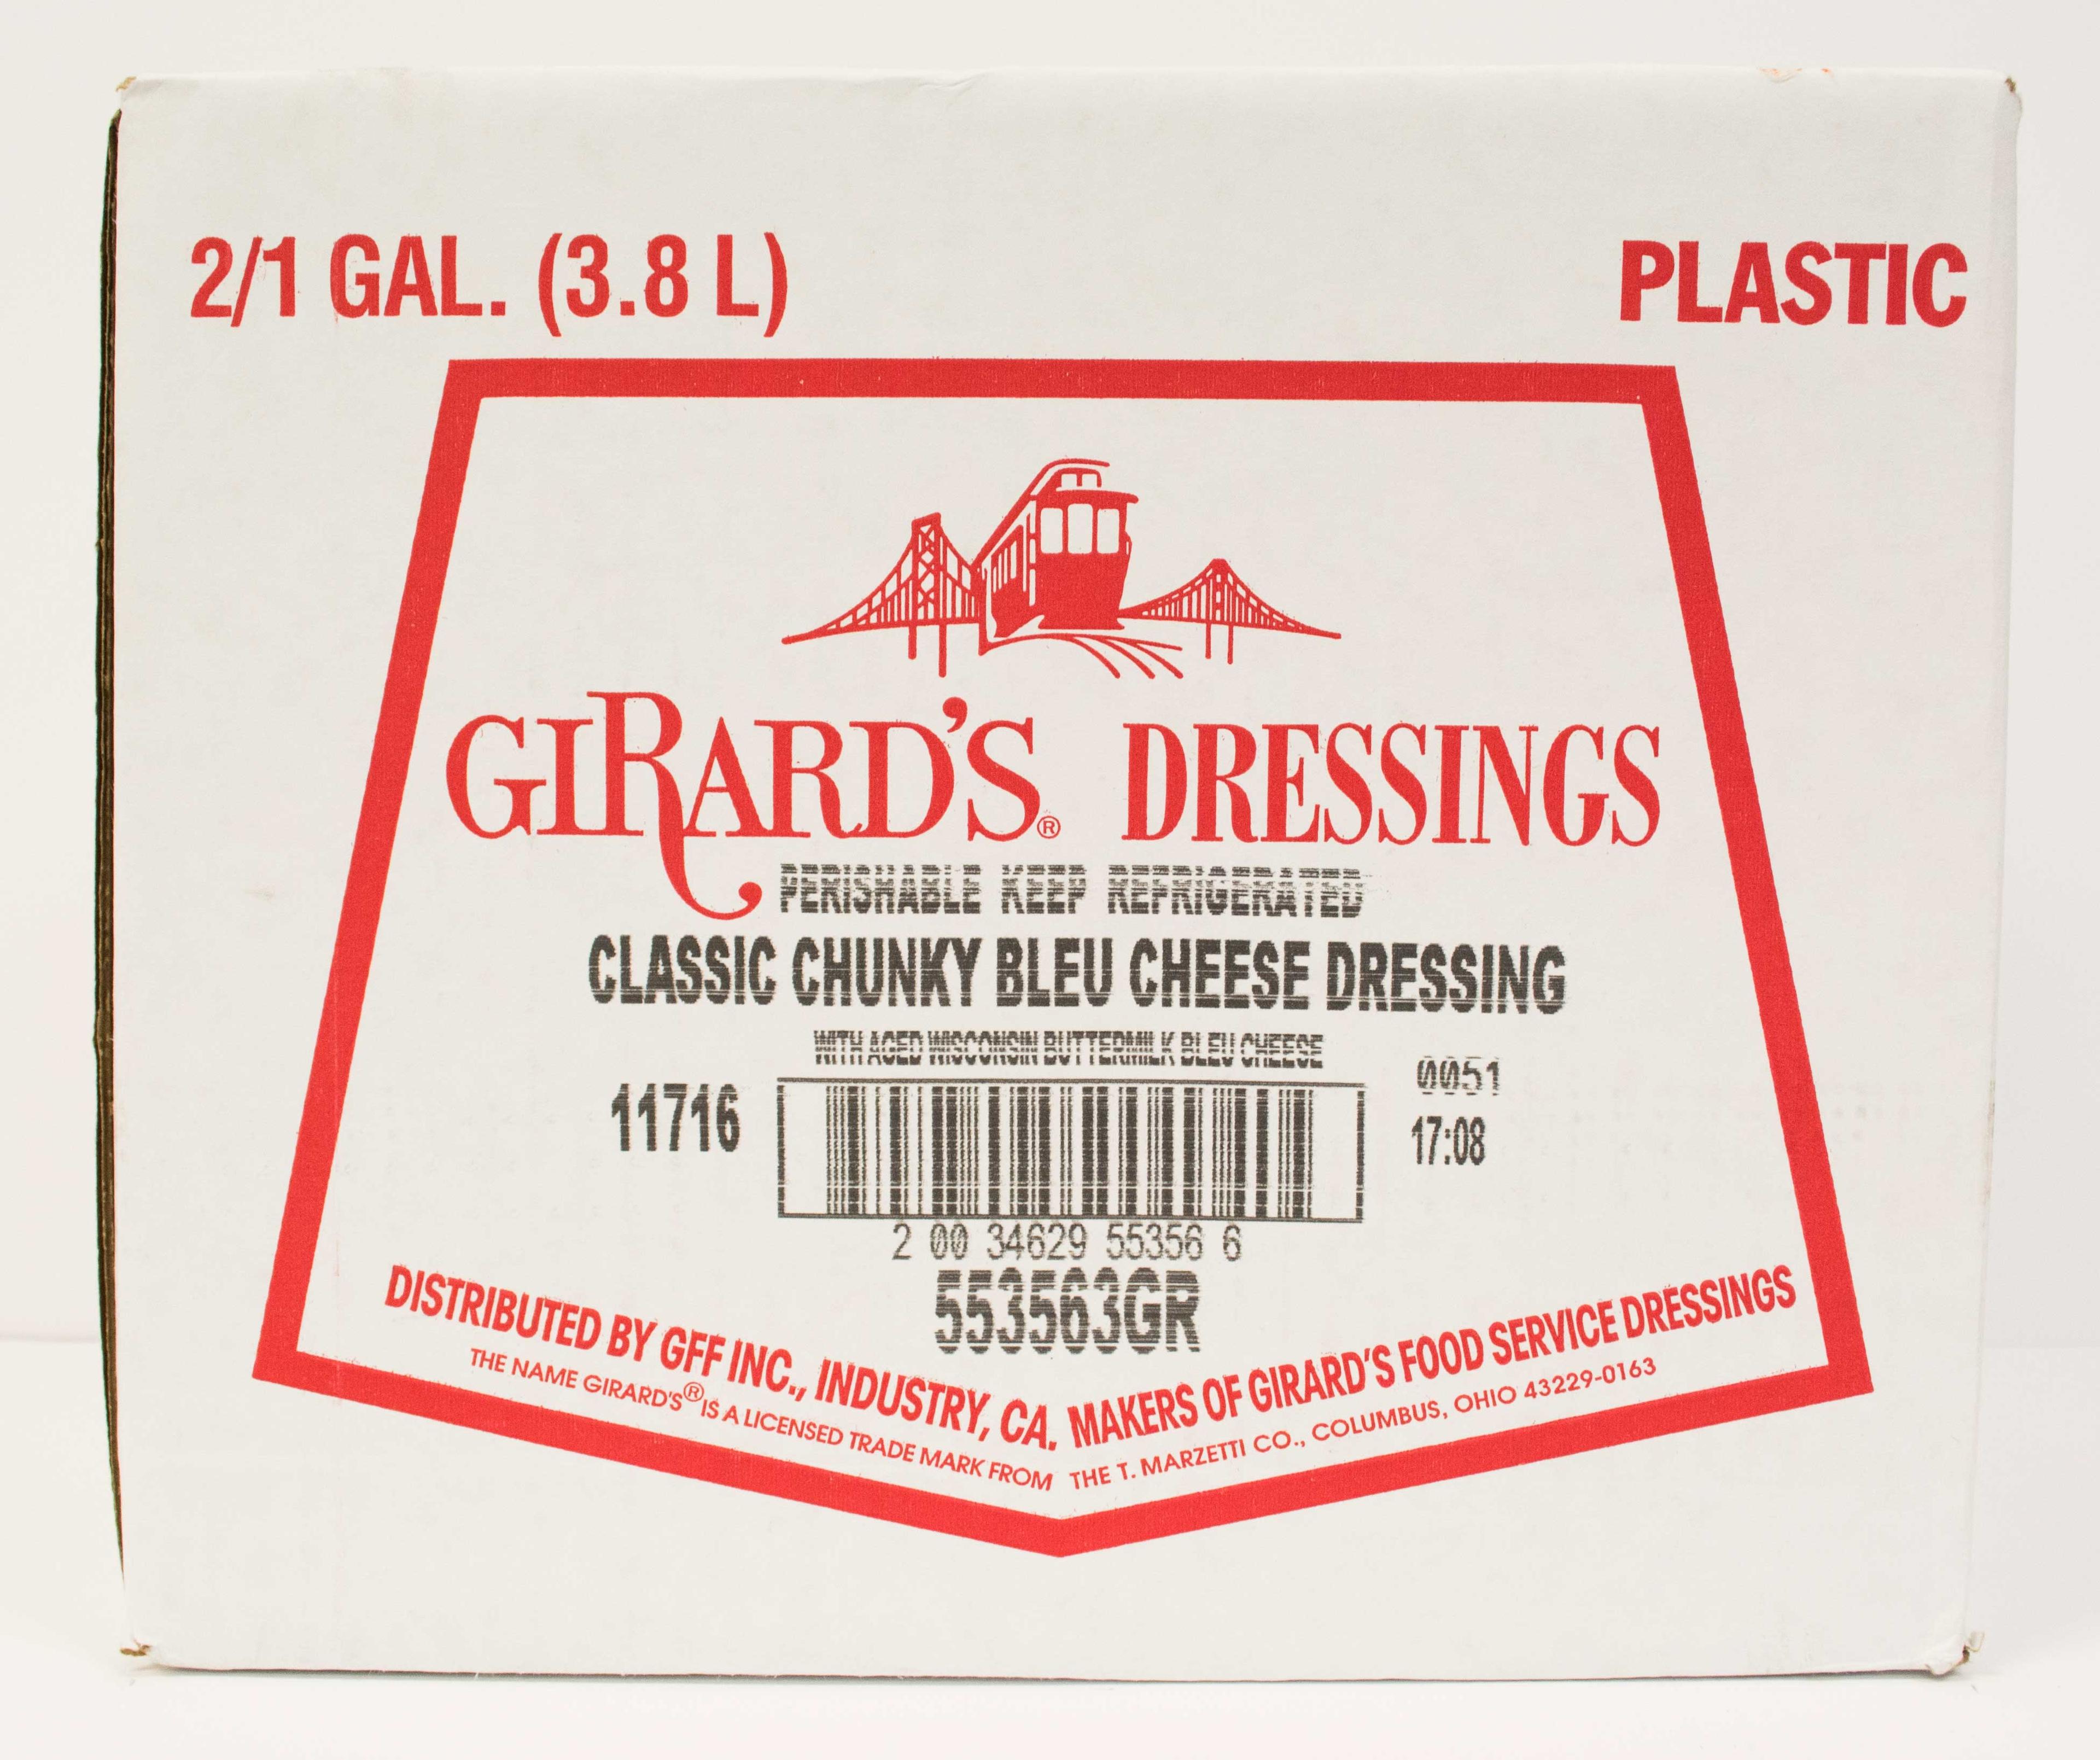 2/1 GAL. (3.8 L)
PLASTIC
GIRARD'S® DRESSINGS
PERISHABLE KEEP REFRIGERATED
CLASSIC CHUNKY BLEU CHEESE DRESSING
WITH AGED WISCONSIN BUTTERMILK BLEU CHEESE
11716
0051
17:08
2 00 34629 55356 6
553563GR
DISTRIBUTED BY GFF INC., INDUSTRY, CA. MAKERS OF GIRARD'S FOOD SERVICE DRESSINGS
THE NAME GIRARD'S® IS A LICENSED TRADE MARK FROM THE T. MARZETTI CO., COLUMBUS, OHIO 43229-0163